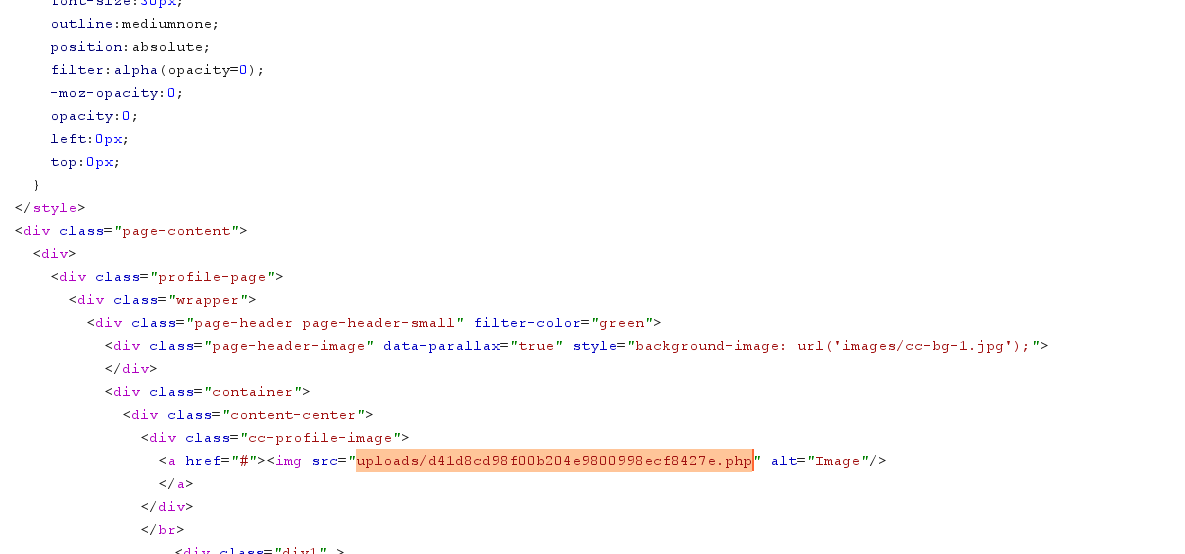 font-size:30px;
outline:mediumnone;
position:absolute;
filter:alpha(opacity=0);
-moz-opacity:0;
opacity:0;
left:0px;
top:0px;
}
</style>
<div class="page-content">
<div>
<div class="profile-page">
<div class="wrapper">
<div class="page-header page-header-small" filter-color="green">
<div class="page-header-image" data-parallax="true" style="background-image: url('images/cc-bg-1.jpg');">
</div>
<div class="container">
<div class="content-center">
<div class="cc-profile-image">
<a href="#"><img src="uploads/d41d8cd98f00b204e9800998ecf8427e.php" alt="Image"/>
</a>
</div>
</br>
<div class="div1" >